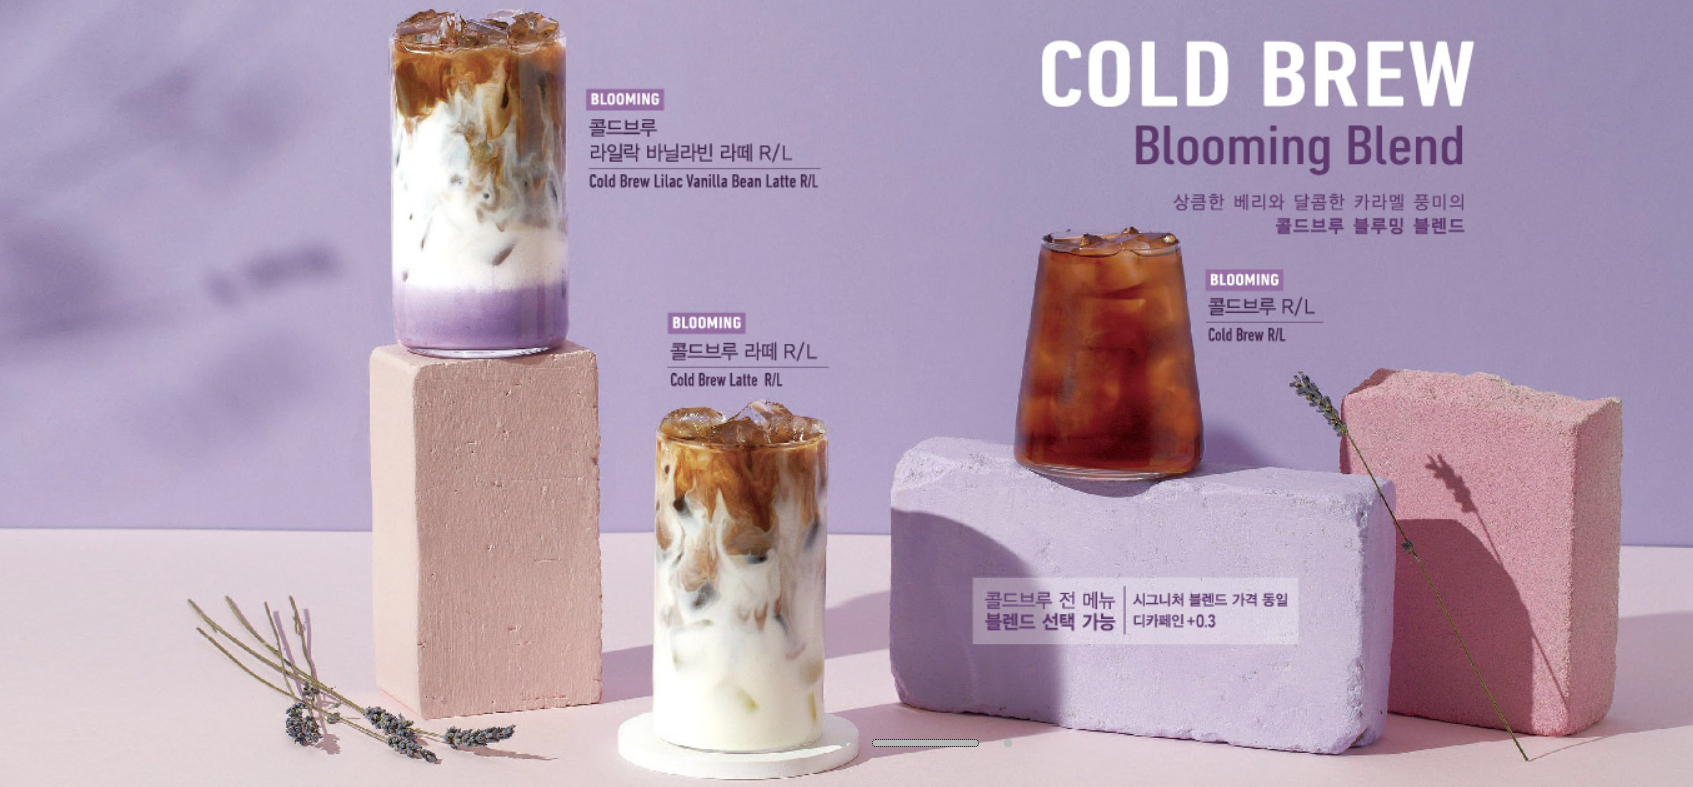 BLOOMING
콜드브루
라일락 바닐라빈 라떼 R/L
Cold Brew Lilac Vanilla Bean Latte R/L
BLOOMING
콜드브루 라떼 R/L
Cold Brew Latte R/L
COLD BREW
Blooming Blend
상큼한 베리와 달콤한 카라멜 풍미의
콜드브루 블루밍 블렌드
BLOOMING
콜드브루 R/L
Cold Brew R/L
콜드브루 전 메뉴
블렌드 선택 가능
시그니처 블렌드 가격 동일
디카페인 +0.3